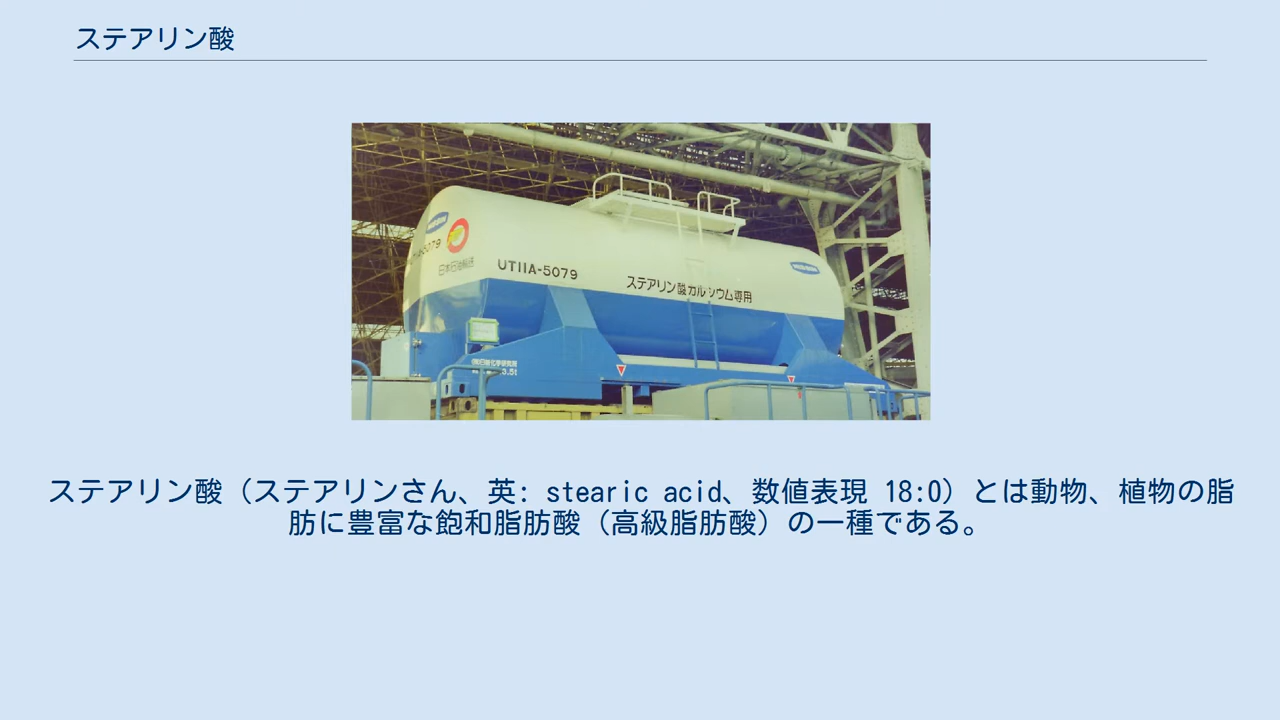 ステアリン酸
UT11A-5079
ステアリン酸カルシウム専用
ステアリン酸（ステアリンさん、英: stearic acid、数値表現 18:0）とは動物、植物の脂
肪に豊富な飽和脂肪酸（高級脂肪酸）の一種である。